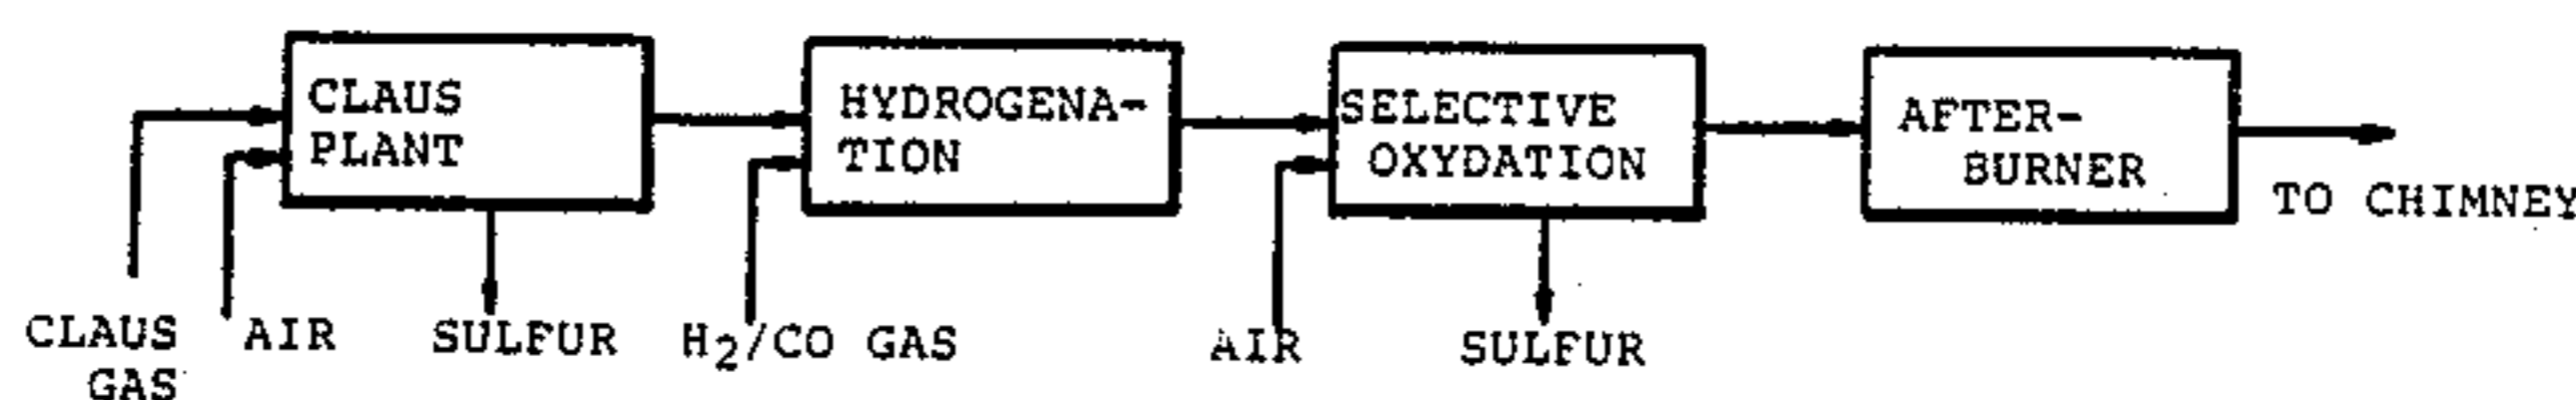 CLAUS
PLANT
HYDROGENA-
TION
SELECTIVE
OXYDATION
AFTER-
BURNER
TO CHIMNEY
CLAUS
GAS
AIR
SULFUR
H2/CO GAS
AIR
SULFUR